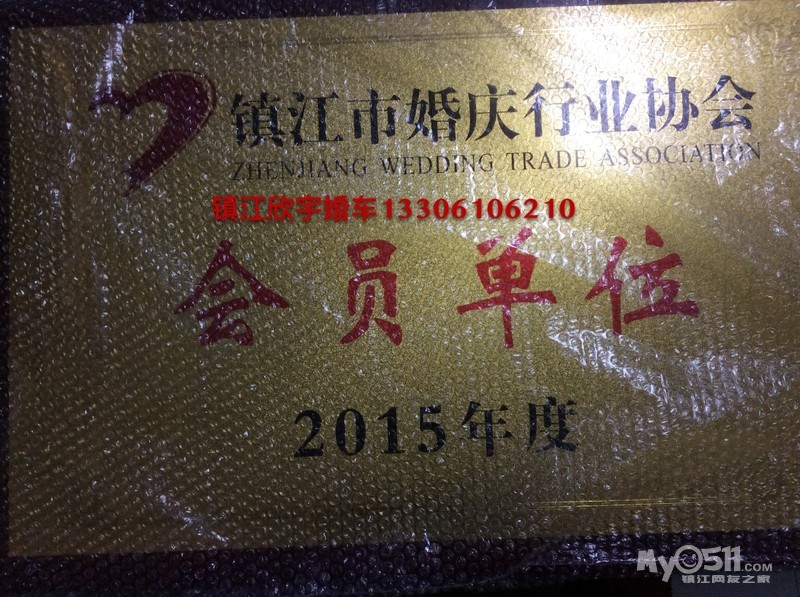 镇江市婚庆行业协会
ZHENJIANG WEDDING TRADE ASSOCIATION
镇江欣宇婚车13306106210
会员单位
2015年度
My0511.COM
镇江网友之家